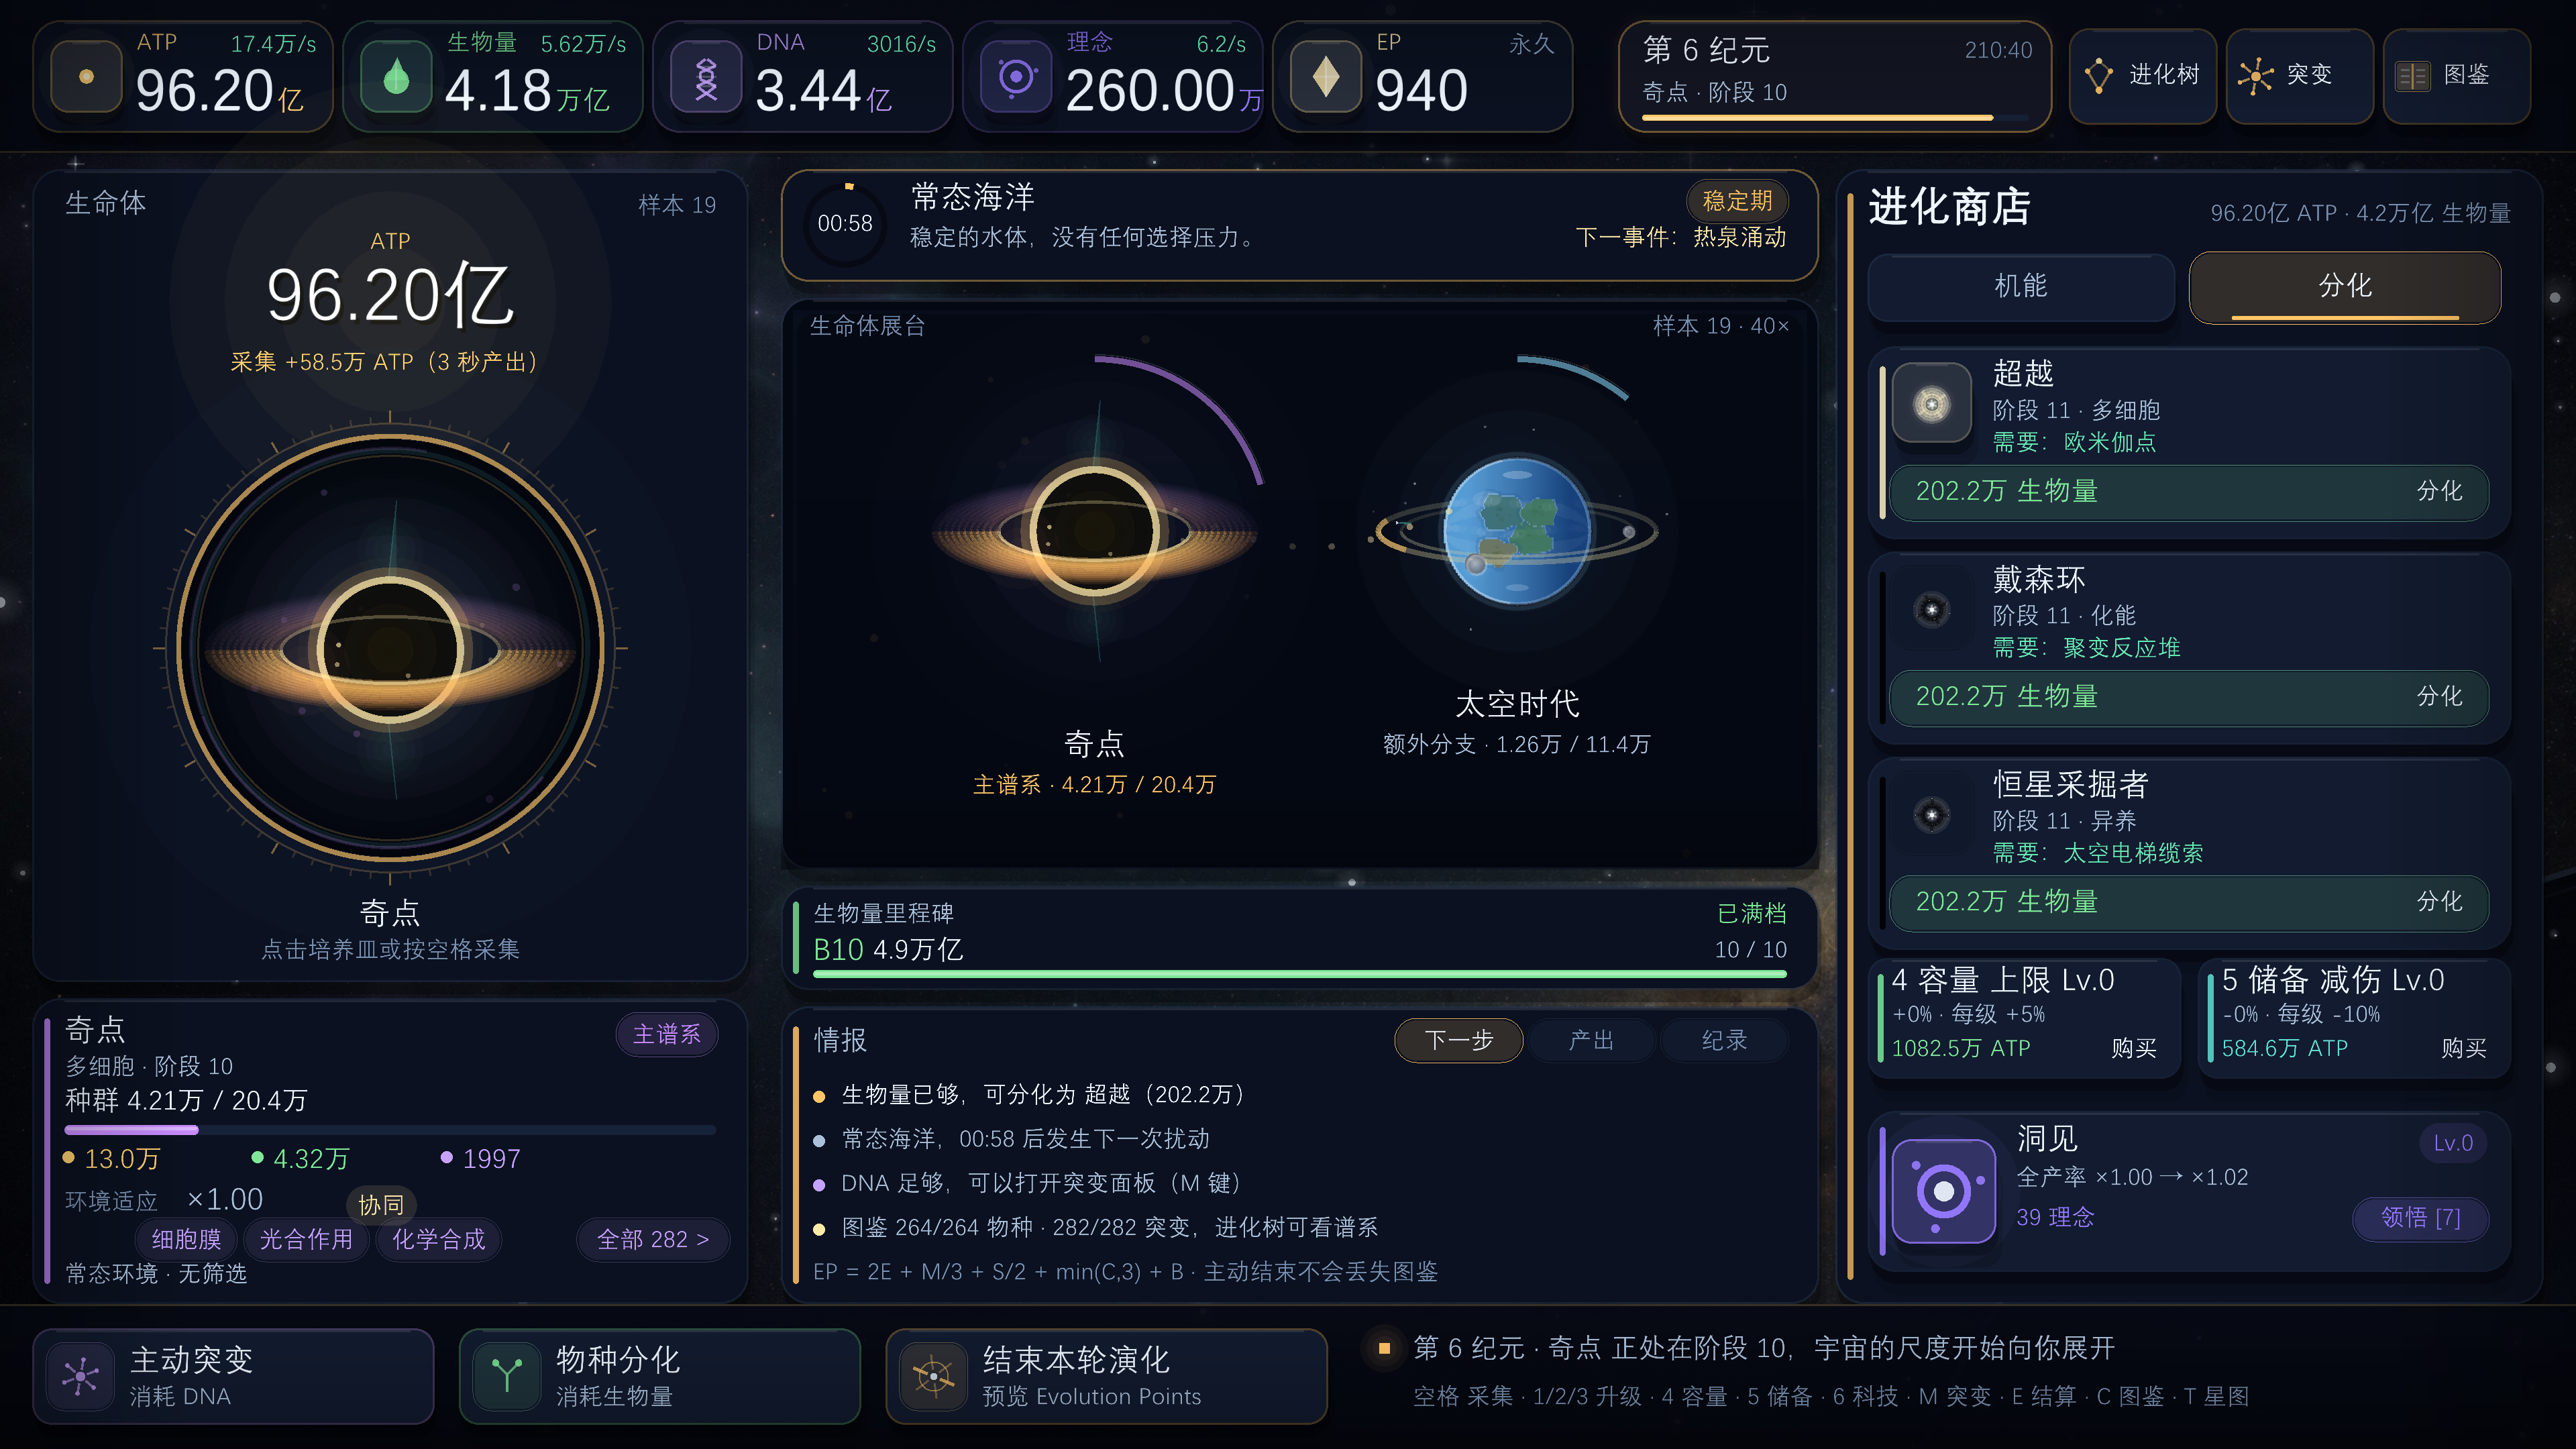 ATP 17.4万/s
96.20亿
生物量 5.62万/s
4.18万亿
DNA 3016/s
3.44亿
理念 6.2/s
260.00万
EP 永久
940
第 6 纪元 210:40
奇点 · 阶段 10
进化树
突变
图鉴
生命体 样本 19
ATP
96.20亿
采集 +58.5万 ATP（3 秒产出）
奇点
点击培养皿或按空格采集
奇点 主谱系
多细胞 · 阶段 10
种群 4.21万 / 20.4万
13.0万 4.32万 1997
环境适应 ×1.00 协同
细胞膜 光合作用 化学合成 全部 282 >
常态环境 · 无筛选
00:58
常态海洋 稳定期
稳定的水体，没有任何选择压力。 下一事件：热泉涌动
生命体展台 样本 19 · 40×
奇点
主谱系 · 4.21万 / 20.4万
太空时代
额外分支 · 1.26万 / 11.4万
生物量里程碑 已满档
B10 4.9万亿 10 / 10
情报 下一步 产出 纪录
生物量已够，可分化为 超越（202.2万）
常态海洋，00:58 后发生下一次扰动
DNA 足够，可以打开突变面板（M 键）
图鉴 264/264 物种 · 282/282 突变，进化树可看谱系
EP = 2E + M/3 + S/2 + min(C,3) + B · 主动结束不会丢失图鉴
进化商店 96.20亿 ATP · 4.2万亿 生物量
机能 分化
超越
阶段 11 · 多细胞
需要：欧米伽点
202.2万 生物量 分化
戴森环
阶段 11 · 化能
需要：聚变反应堆
202.2万 生物量 分化
恒星采掘者
阶段 11 · 异养
需要：太空电梯缆索
202.2万 生物量 分化
4 容量 上限 Lv.0
+0% · 每级 +5%
1082.5万 ATP 购买
5 储备 减伤 Lv.0
-0% · 每级 -10%
584.6万 ATP 购买
洞见 Lv.0
全产率 ×1.00 → ×1.02
39 理念 领悟 [7]
主动突变
消耗 DNA
物种分化
消耗生物量
结束本轮演化
预览 Evolution Points
第 6 纪元 · 奇点 正处在阶段 10，宇宙的尺度开始向你展开
空格 采集 · 1/2/3 升级 · 4 容量 · 5 储备 · 6 科技 · M 突变 · E 结算 · C 图鉴 · T 星图